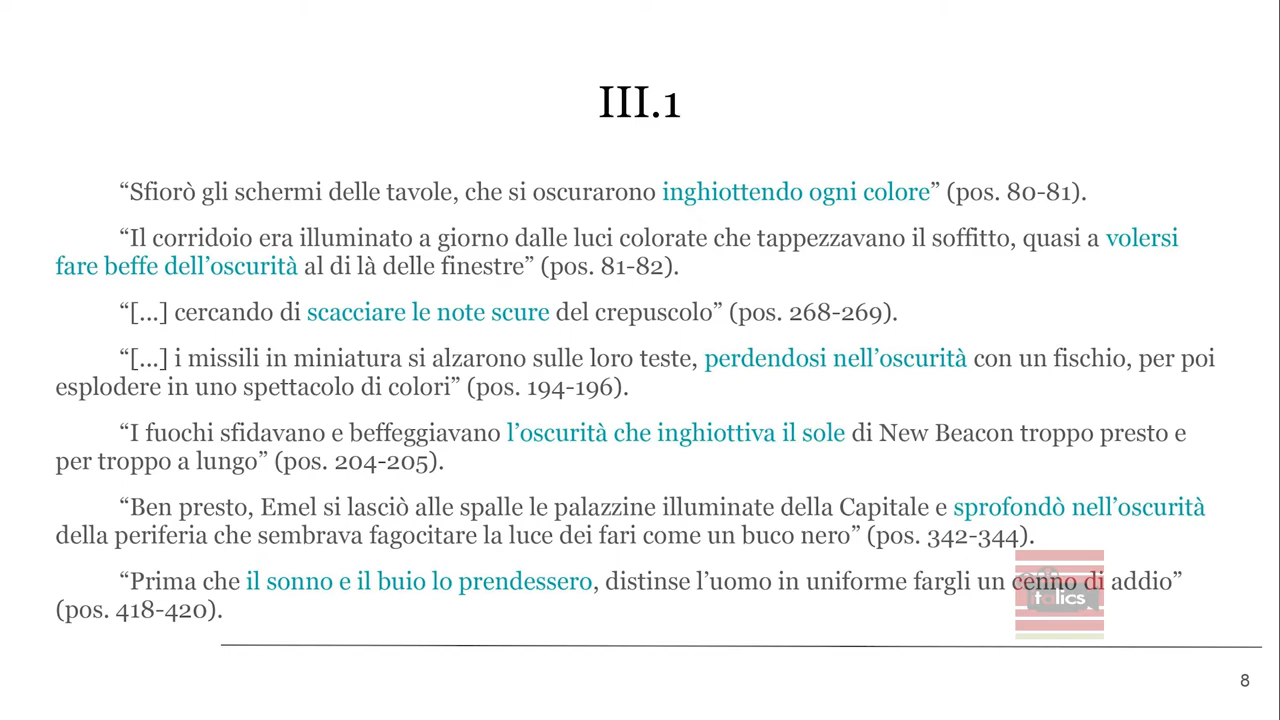 III.1
“Sfiorò gli schermi delle tavole, che si oscurarono inghiottendo ogni colore” (pos. 80-81).
“Il corridoio era illuminato a giorno dalle luci colorate che tappezzavano il soffitto, quasi a volersi
fare beffe dell’oscurità al di là delle finestre” (pos. 81-82).
“[...] cercando di scacciare le note scure del crepuscolo” (pos. 268-269).
“[...] i missili in miniatura si alzarono sulle loro teste, perdendosi nell’oscurità con un fischio, per poi
esplodere in uno spettacolo di colori” (pos. 194-196).
“I fuochi sfidavano e beffeggiavano l’oscurità che inghiottiva il sole di New Beacon troppo presto e
per troppo a lungo” (pos. 204-205).
“Ben presto, Emel si lasciò alle spalle le palazzine illuminate della Capitale e sprofondò nell’oscurità
della periferia che sembrava fagocitare la luce dei fari come un buco nero” (pos. 342-344).
“Prima che il sonno e il buio lo prendessero, distinse l’uomo in uniforme fargli un cenno di addio”
(pos. 418-420).
italics
8